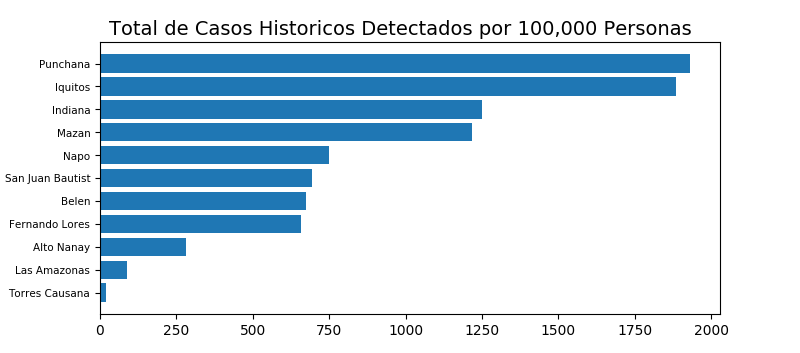 Total de Casos Historicos Detectados por 100,000 Personas
Punchana
Iquitos
Indiana
Mazan
Napo
San Juan Bautist
Belen
Fernando Lores
Alto Nanay
Las Amazonas
Torres Causana
0 250 500 750 1000 1250 1500 1750 2000